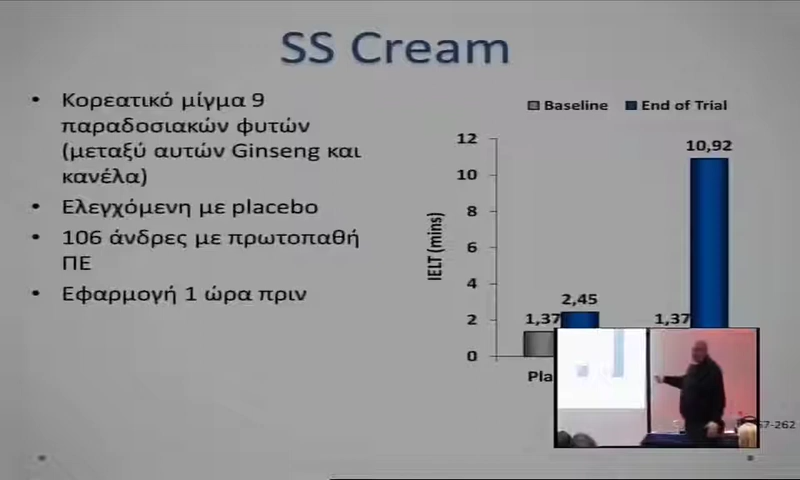 SS Cream
• Κορεατικό μίγμα 9
παραδοσιακών φυτών
(μεταξύ αυτών Ginseng και
κανέλα)
• Ελεγχόμενη με placebo
• 106 άνδρες με πρωτοπαθή
ΠΕ
• Εφαρμογή 1 ώρα πριν
Baseline End of Trial
IELT (mins)
12
10
8
6
4
2
0
10,92
2,45
1,37
1,37